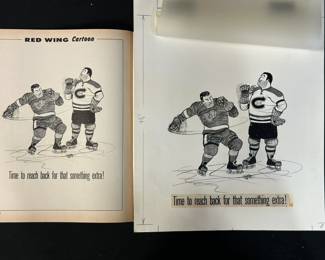 RED WING Cartoon
Time to reach back for that something extra!
C
C
Time to reach back for that something extra!